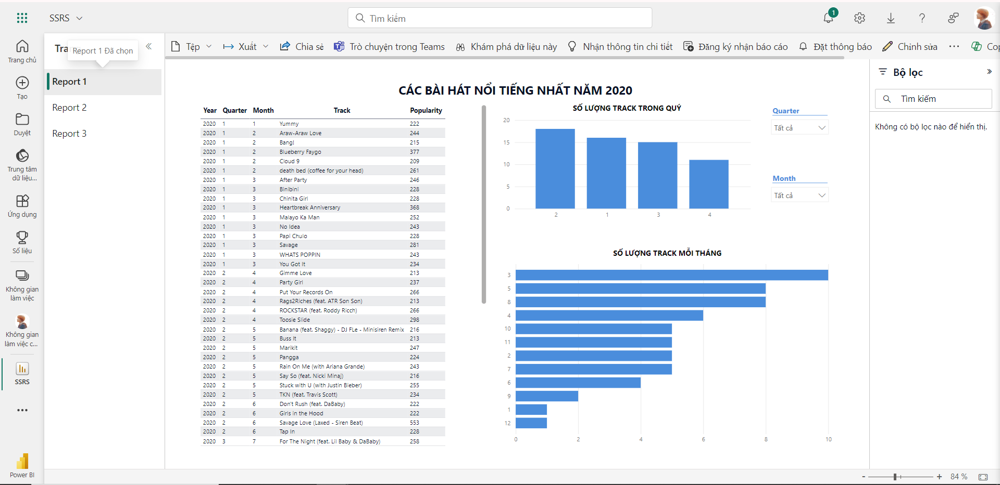 SSRS
Tìm kiếm
1
Trang chủ
Tạo
Duyệt
Trung tâm
dữ liệu...
Ứng dụng
Số liệu
Không gian
làm việc
Không gian
làm việc c...
SSRS
Power BI
Tra
Report 1 Đã chọn
Report 1
Report 2
Report 3
Tệp Xuất Chia sẻ Trò chuyện trong Teams Khám phá dữ liệu này Nhận thông tin chi tiết Đăng ký nhận báo cáo Đặt thông báo Chỉnh sửa ... Cop
CÁC BÀI HÁT NỔI TIẾNG NHẤT NĂM 2020
Year Quarter Month Track Popularity
2020 1 1 Yummy 222
2020 1 2 Araw-Araw Love 244
2020 1 2 Bang! 215
2020 1 2 Blueberry Faygo 377
2020 1 2 Cloud 9 209
2020 1 2 death bed (coffee for your head) 261
2020 1 3 After Party 246
2020 1 3 Binibini 228
2020 1 3 Chinita Girl 228
2020 1 3 Heartbreak Anniversary 368
2020 1 3 Malayo Ka Man 252
2020 1 3 No Idea 243
2020 1 3 Papi Chulo 228
2020 1 3 Savage 281
2020 1 3 WHATS POPPIN 243
2020 1 3 You Got It 234
2020 2 4 Gimme Love 213
2020 2 4 Party Girl 237
2020 2 4 Put Your Records On 266
2020 2 4 Rags2Riches (feat. ATR Son Son) 213
2020 2 4 ROCKSTAR (feat. Roddy Ricch) 266
2020 2 4 Toosie Slide 298
2020 2 5 Banana (feat. Shaggy) - DJ FLe - Minisiren Remix 216
2020 2 5 Buss It 213
2020 2 5 Marikit 247
2020 2 5 Pangga 224
2020 2 5 Rain On Me (with Ariana Grande) 243
2020 2 5 Say So (feat. Nicki Minaj) 216
2020 2 5 Stuck with U (with Justin Bieber) 255
2020 2 5 TKN (feat. Travis Scott) 234
2020 2 6 Don't Rush (feat. DaBaby) 222
2020 2 6 Girls in the Hood 222
2020 2 6 Savage Love (Laxed - Siren Beat) 553
2020 2 6 Tap In 228
2020 3 7 For The Night (feat. Lil Baby & DaBaby) 258
SỐ LƯỢNG TRACK TRONG QUÝ
20
15
10
5
0
2 1 3 4
Quarter
Tất cả
Month
Tất cả
SỐ LƯỢNG TRACK MỖI THÁNG
3
5
8
4
10
11
2
7
6
9
1
12
0 2 4 6 8 10
Bộ lọc
Tìm kiếm
Không có bộ lọc nào để hiển thị.
- + 84 %